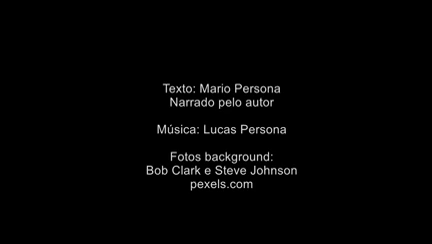 Texto: Mario Persona
Narrado pelo autor
Música: Lucas Persona
Fotos background:
Bob Clark e Steve Johnson
pexels.com